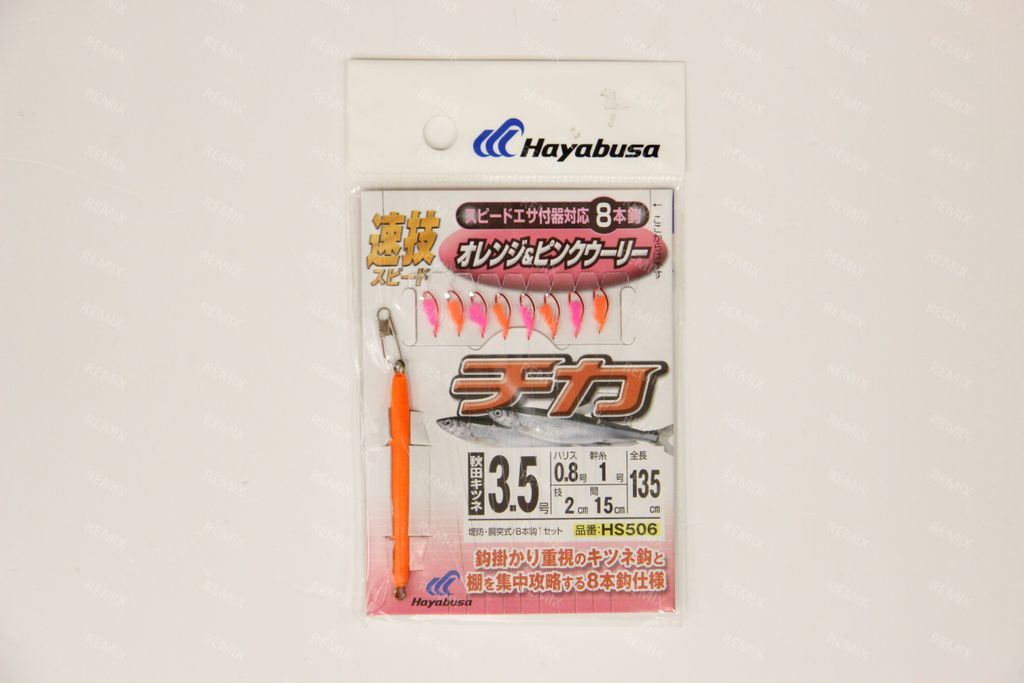 Hayabusa
速技
スピード
スピードエサ付器対応 8本鈎
オレンジ&ピンクウーリー
チカ
秋田キツネ 3.5号
ハリス 0.8号
幹糸 1号
全長 135cm
枝 2cm
間 15cm
堤防・胴突式/8本鈎1セット
品番:HS506
鈎掛かり重視のキツネ鈎と
棚を集中攻略する8本鈎仕様
Hayabusa
REMIX